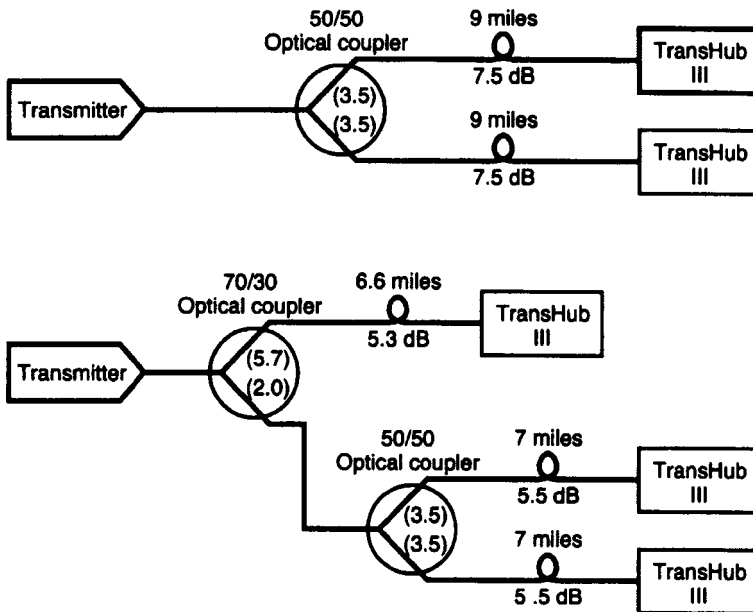 50/50
Optical coupler
9 miles
7.5 dB
TransHub
III
Transmitter
(3.5)
(3.5)
9 miles
7.5 dB
TransHub
III
70/30
Optical coupler
6.6 miles
5.3 dB
TransHub
III
Transmitter
(5.7)
(2.0)
50/50
Optical coupler
7 miles
5.5 dB
TransHub
III
(3.5)
(3.5)
7 miles
5 .5 dB
TransHub
III